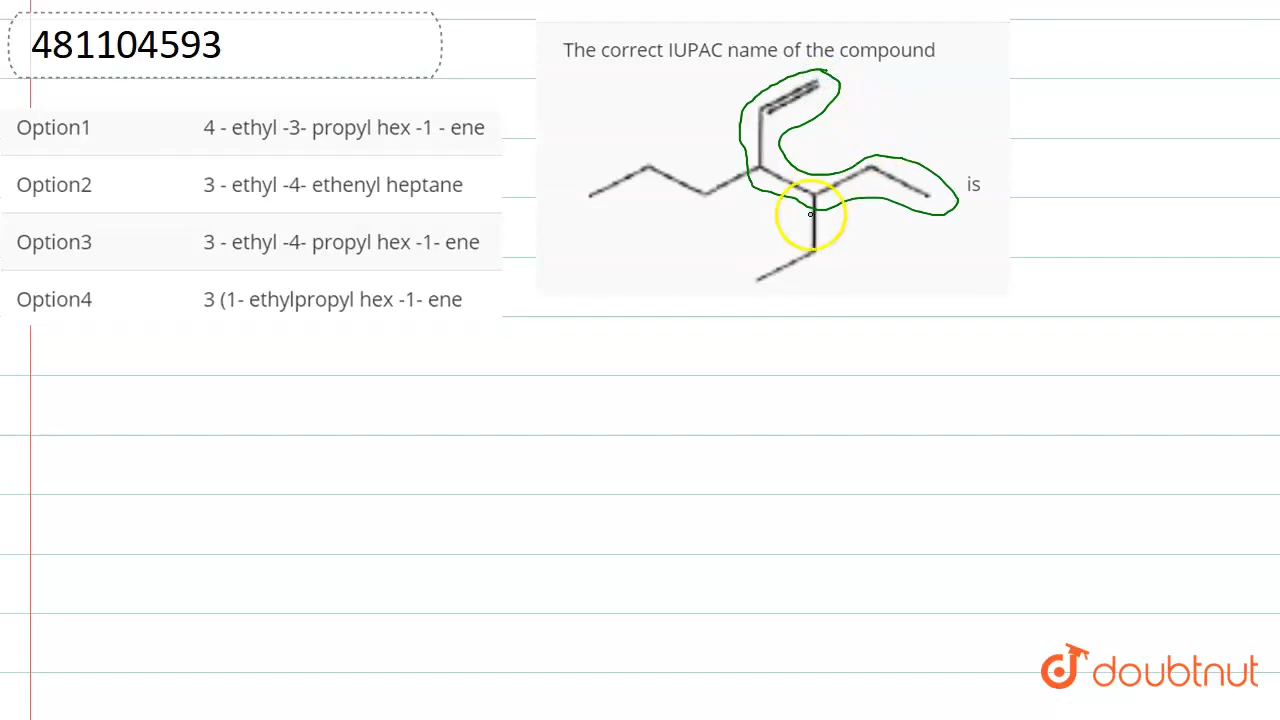 481104593
The correct IUPAC name of the compound
is
Option1 4 - ethyl -3- propyl hex -1 - ene
Option2 3 - ethyl -4- ethenyl heptane
Option3 3 - ethyl -4- propyl hex -1- ene
Option4 3 (1- ethylpropyl hex -1- ene
doubtnut